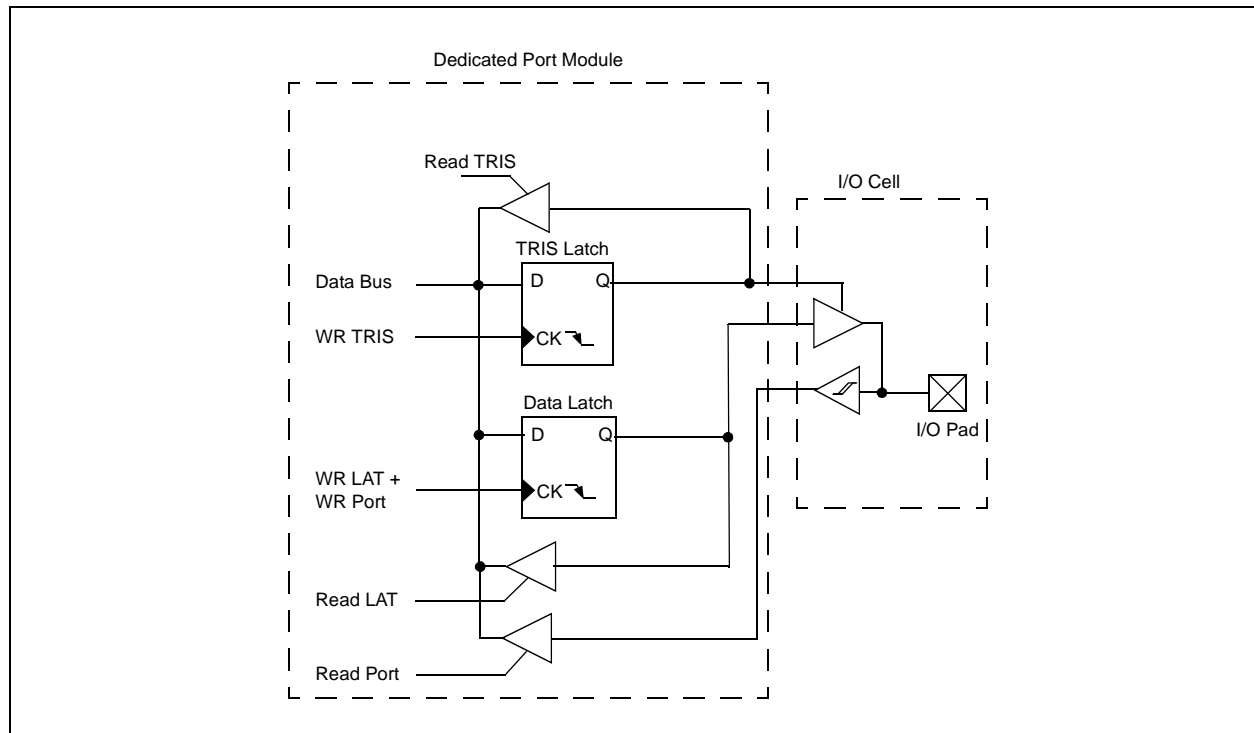 Dedicated Port Module
Read TRIS
I/O Cell
TRIS Latch
Data Bus
D
Q
WR TRIS
CK
Data Latch
I/O Pad
D
Q
WR LAT +
WR Port
CK
Read LAT
Read Port